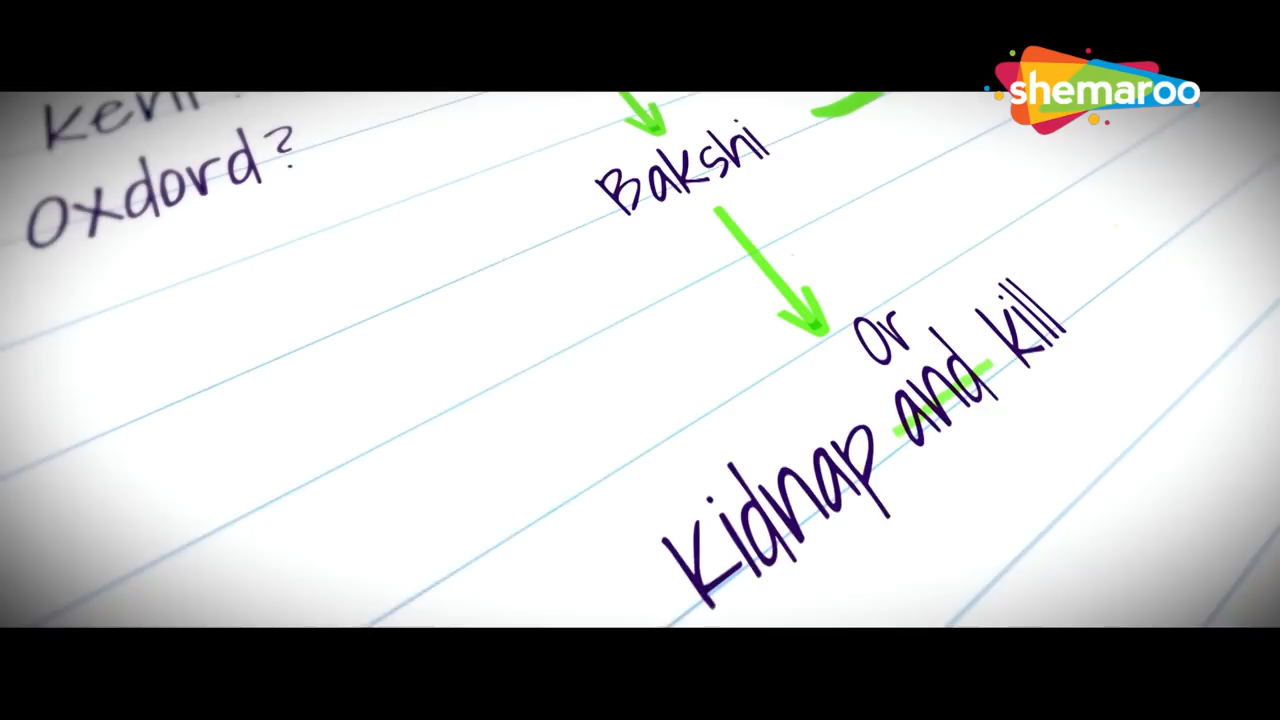 shemaroo
oxdord?
Bakshi
or
Kidnap and kill